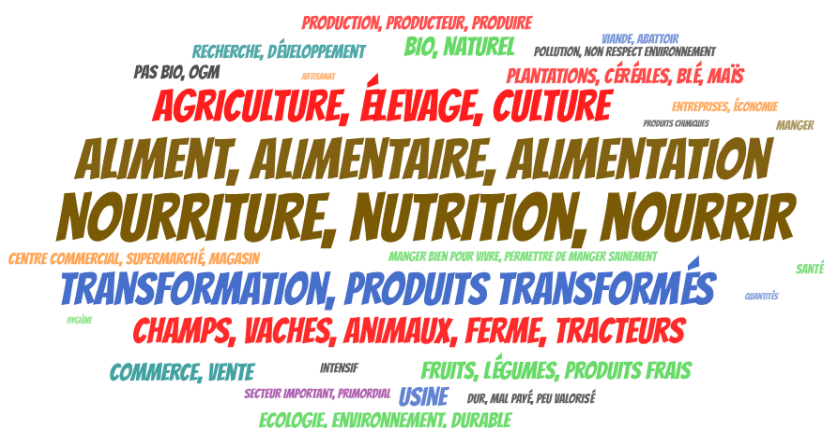 PRODUCTION, PRODUCTEUR, PRODUIRE
RECHERCHE, DÉVELOPPEMENT
BIO, NATUREL
VIANDE, ABATTOIR
POLLUTION, NON RESPECT ENVIRONNEMENT
PAS BIO, OGM
ARTISANAT
PLANTATIONS, CÉRÉALES, BLÉ, MAÏS
AGRICULTURE, ÉLEVAGE, CULTURE
ENTREPRISES, ÉCONOMIE
PRODUITS CHIMIQUES
MANGER
ALIMENT, ALIMENTAIRE, ALIMENTATION
NOURRITURE, NUTRITION, NOURRIR
CENTRE COMMERCIAL, SUPERMARCHÉ, MAGASIN
MANGER BIEN POUR VIVRE, PERMETTRE DE MANGER SAINEMENT
SANTÉ
TRANSFORMATION, PRODUITS TRANSFORMÉS
QUANTITÉS
HYGIÈNE
CHAMPS, VACHES, ANIMAUX, FERME, TRACTEURS
COMMERCE, VENTE
INTENSIF
FRUITS, LÉGUMES, PRODUITS FRAIS
SECTEUR IMPORTANT, PRIMORDIAL
USINE
DUR, MAL PAYÉ, PEU VALORISÉ
ECOLOGIE, ENVIRONNEMENT, DURABLE